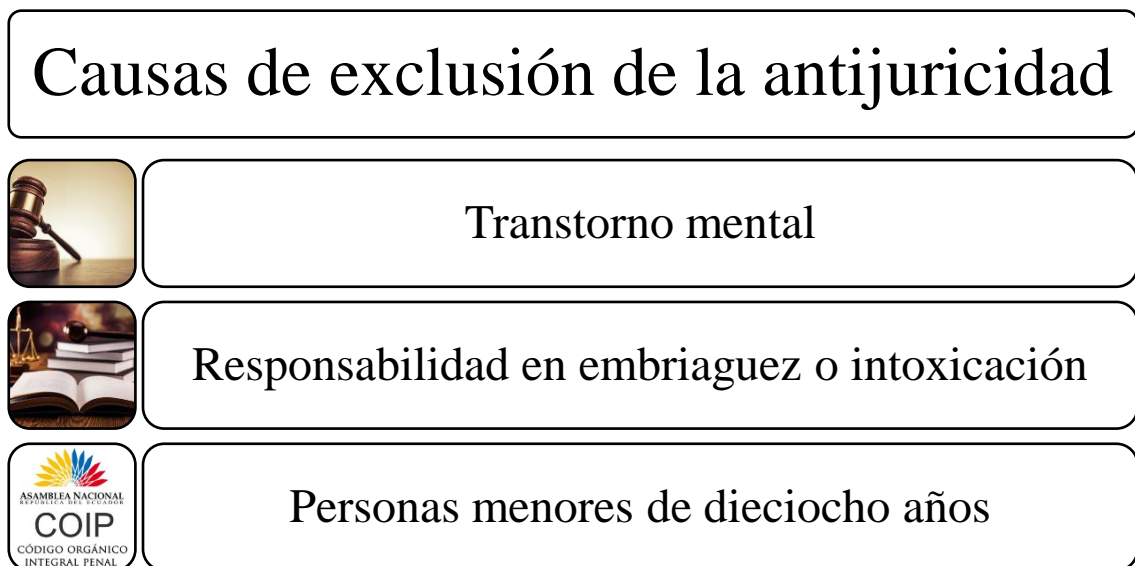 Causas de exclusión de la antijuricidad
Transtorno mental
Responsabilidad en embriaguez o intoxicación
ASAMBLEA NACIONAL
REPÚBLICA DEL ECUADOR
COIP
CÓDIGO ORGÁNICO
INTEGRAL PENAL
Personas menores de dieciocho años